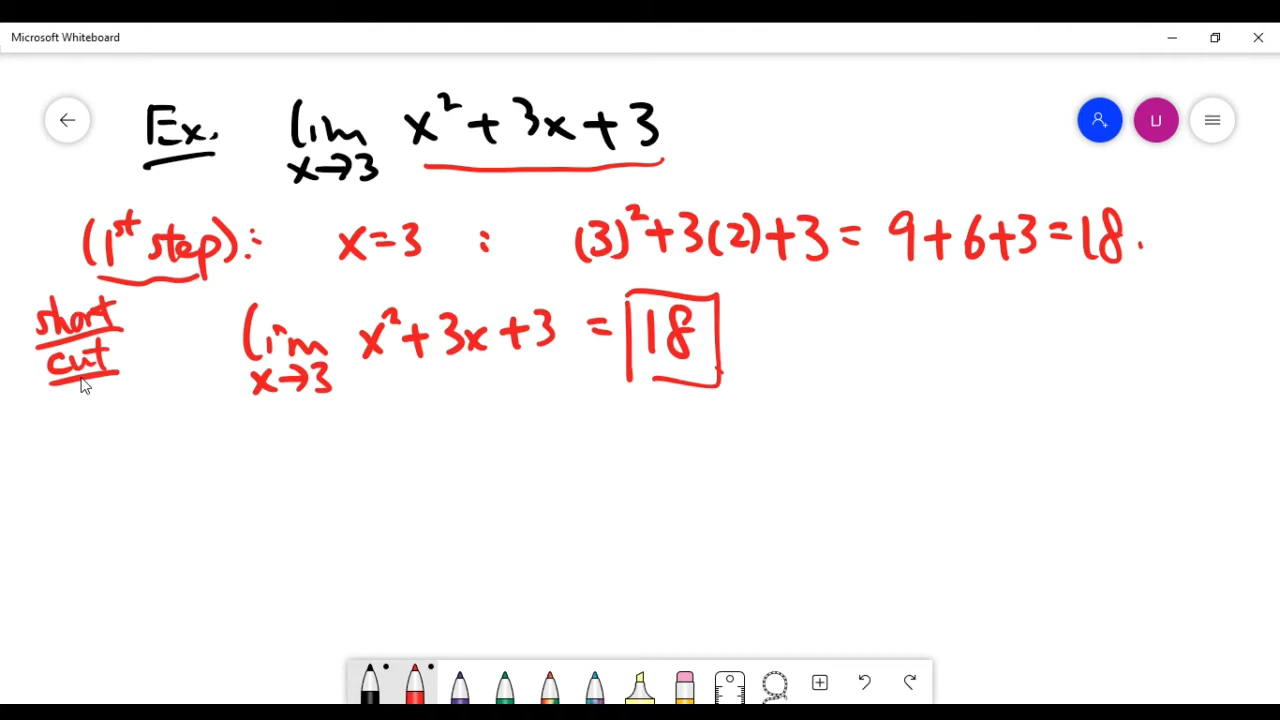 Microsoft Whiteboard
Ex. lim x→3 x² + 3x + 3
(1st step): x=3 : (3)² + 3(2) + 3 = 9 + 6 + 3 = 18.
short cut
lim x→3 x² + 3x + 3 = 18
U